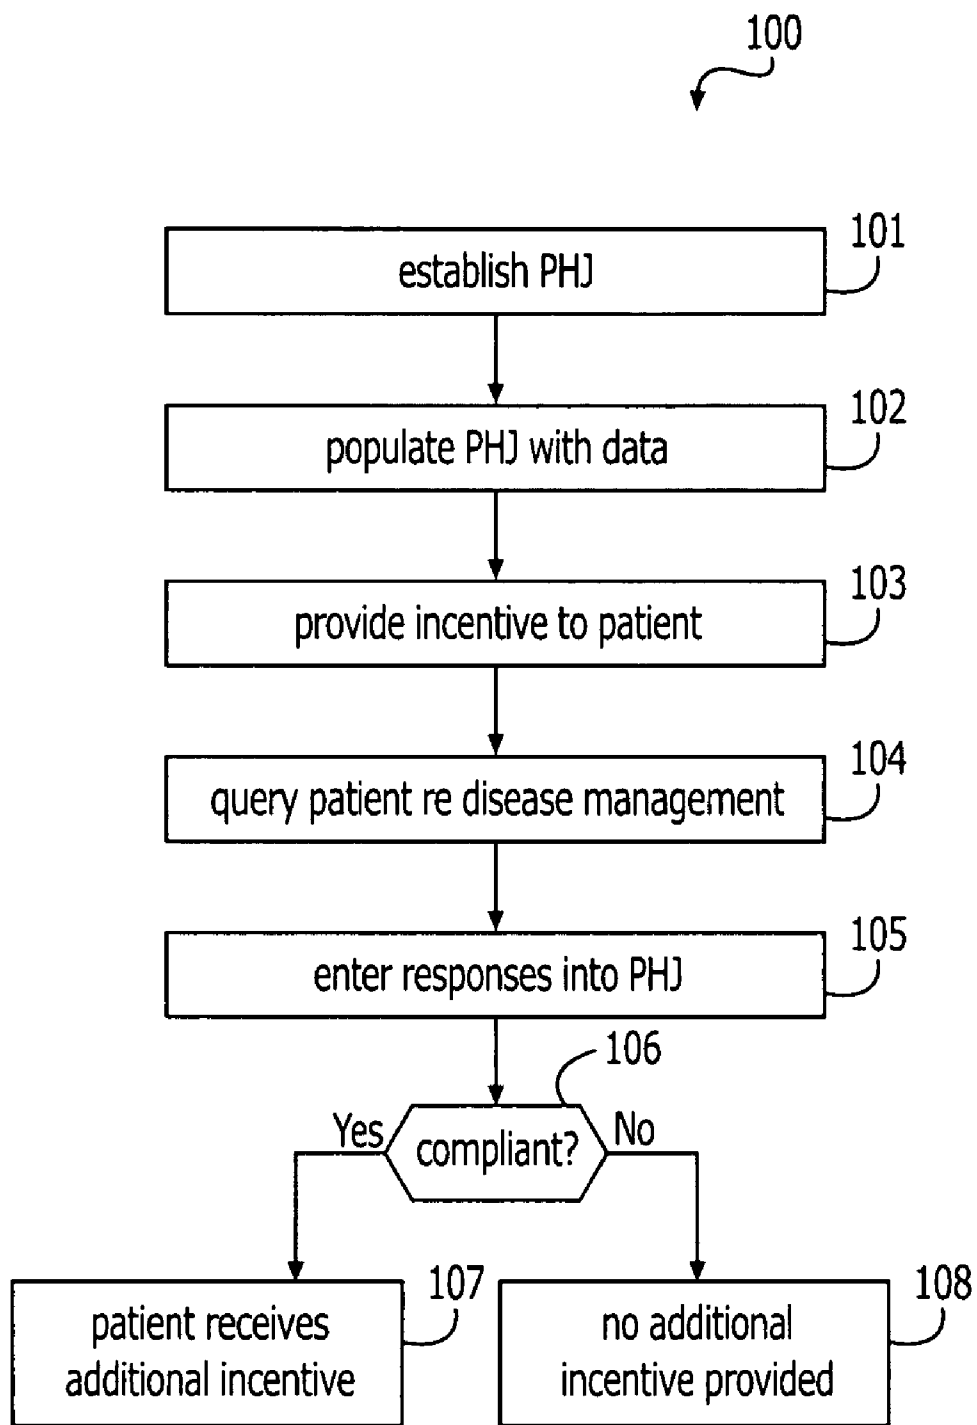 100
101
establish PHJ
102
populate PHJ with data
103
provide incentive to patient
104
query patient re disease management
105
enter responses into PHJ
106
Yes
compliant?
No
107
patient receives
additional incentive
108
no additional
incentive provided